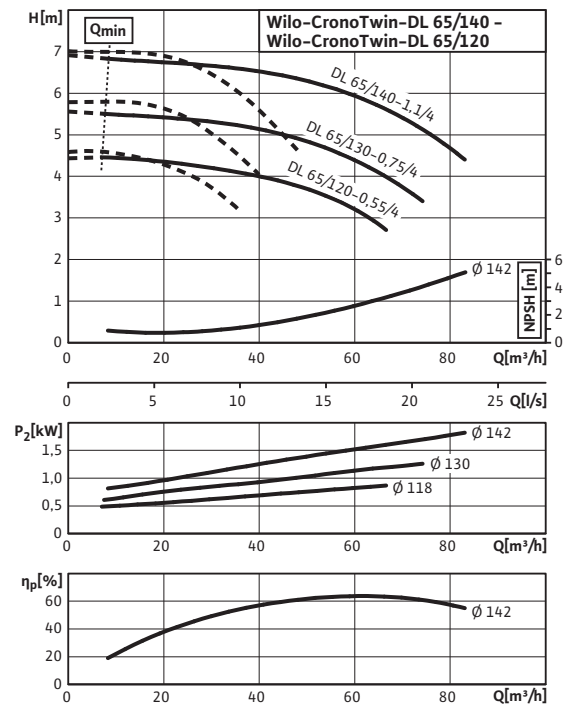 H[m]
Wilo-CronoTwin-DL 65/140 –
Wilo-CronoTwin-DL 65/120
Qmin
7
6
5
4
3
2
1
0
DL 65/140-1,1/4
DL 65/130-0,75/4
DL 65/120-0,55/4
Ø 142
NPSH [m]
6
5
4
2
0
0 20 40 60 80 Q[m³/h]
0 5 10 15 20 25 Q[l/s]
P2[kW]
1,5
1,0
0,5
0
Ø 142
Ø 130
Ø 118
0 20 40 60 80 Q[m³/h]
ηp[%]
60
40
20
0
Ø 142
0 20 40 60 80 Q[m³/h]